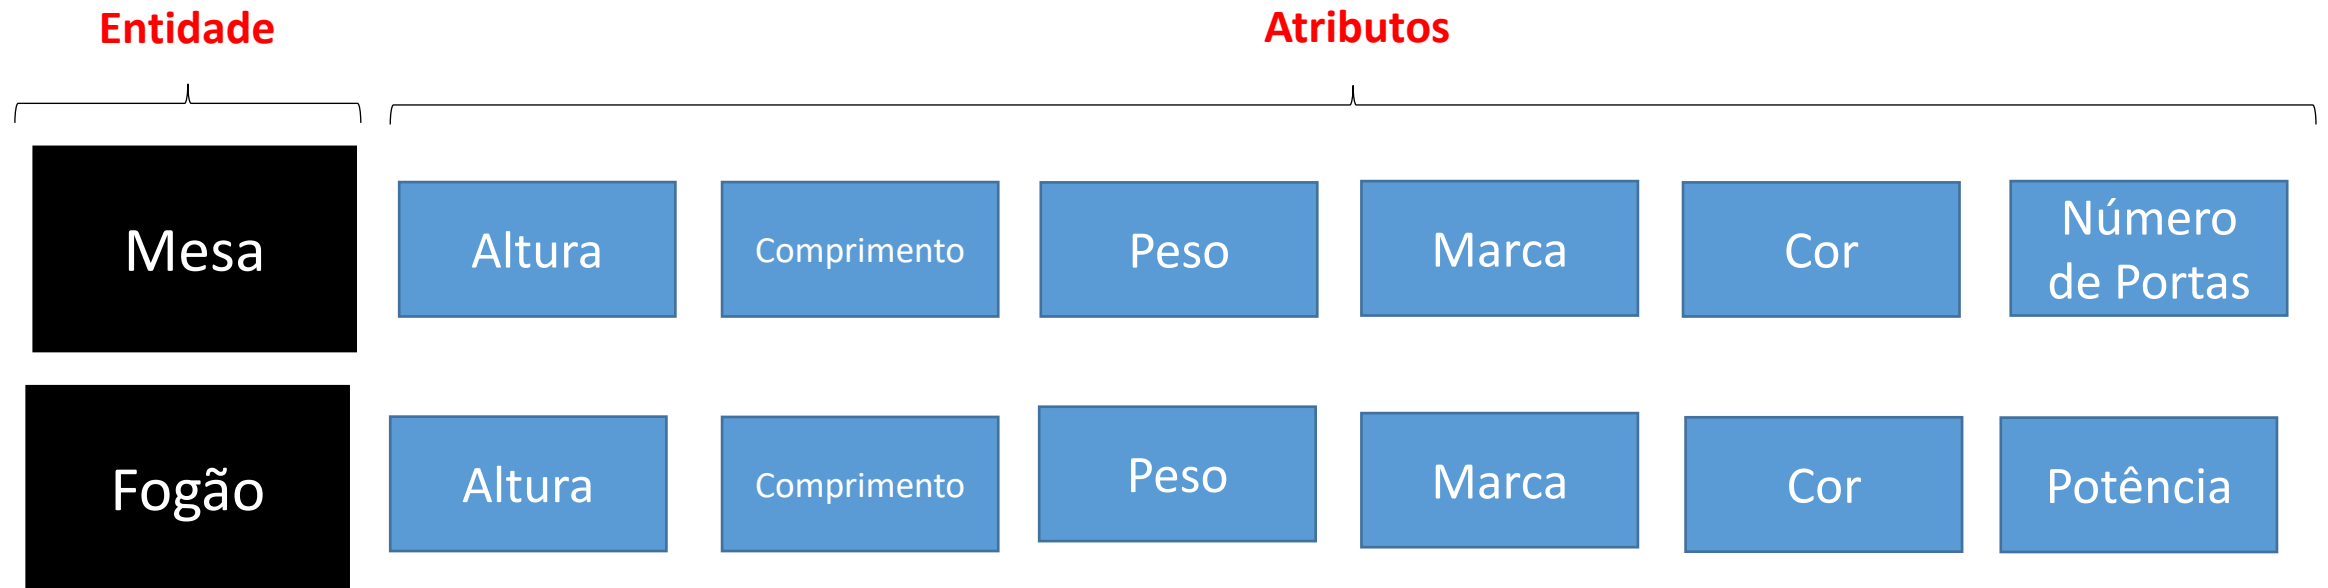 Entidade
Atributos
Mesa
Altura
Comprimento
Peso
Marca
Cor
Número
de Portas
Fogão
Altura
Comprimento
Peso
Marca
Cor
Potência